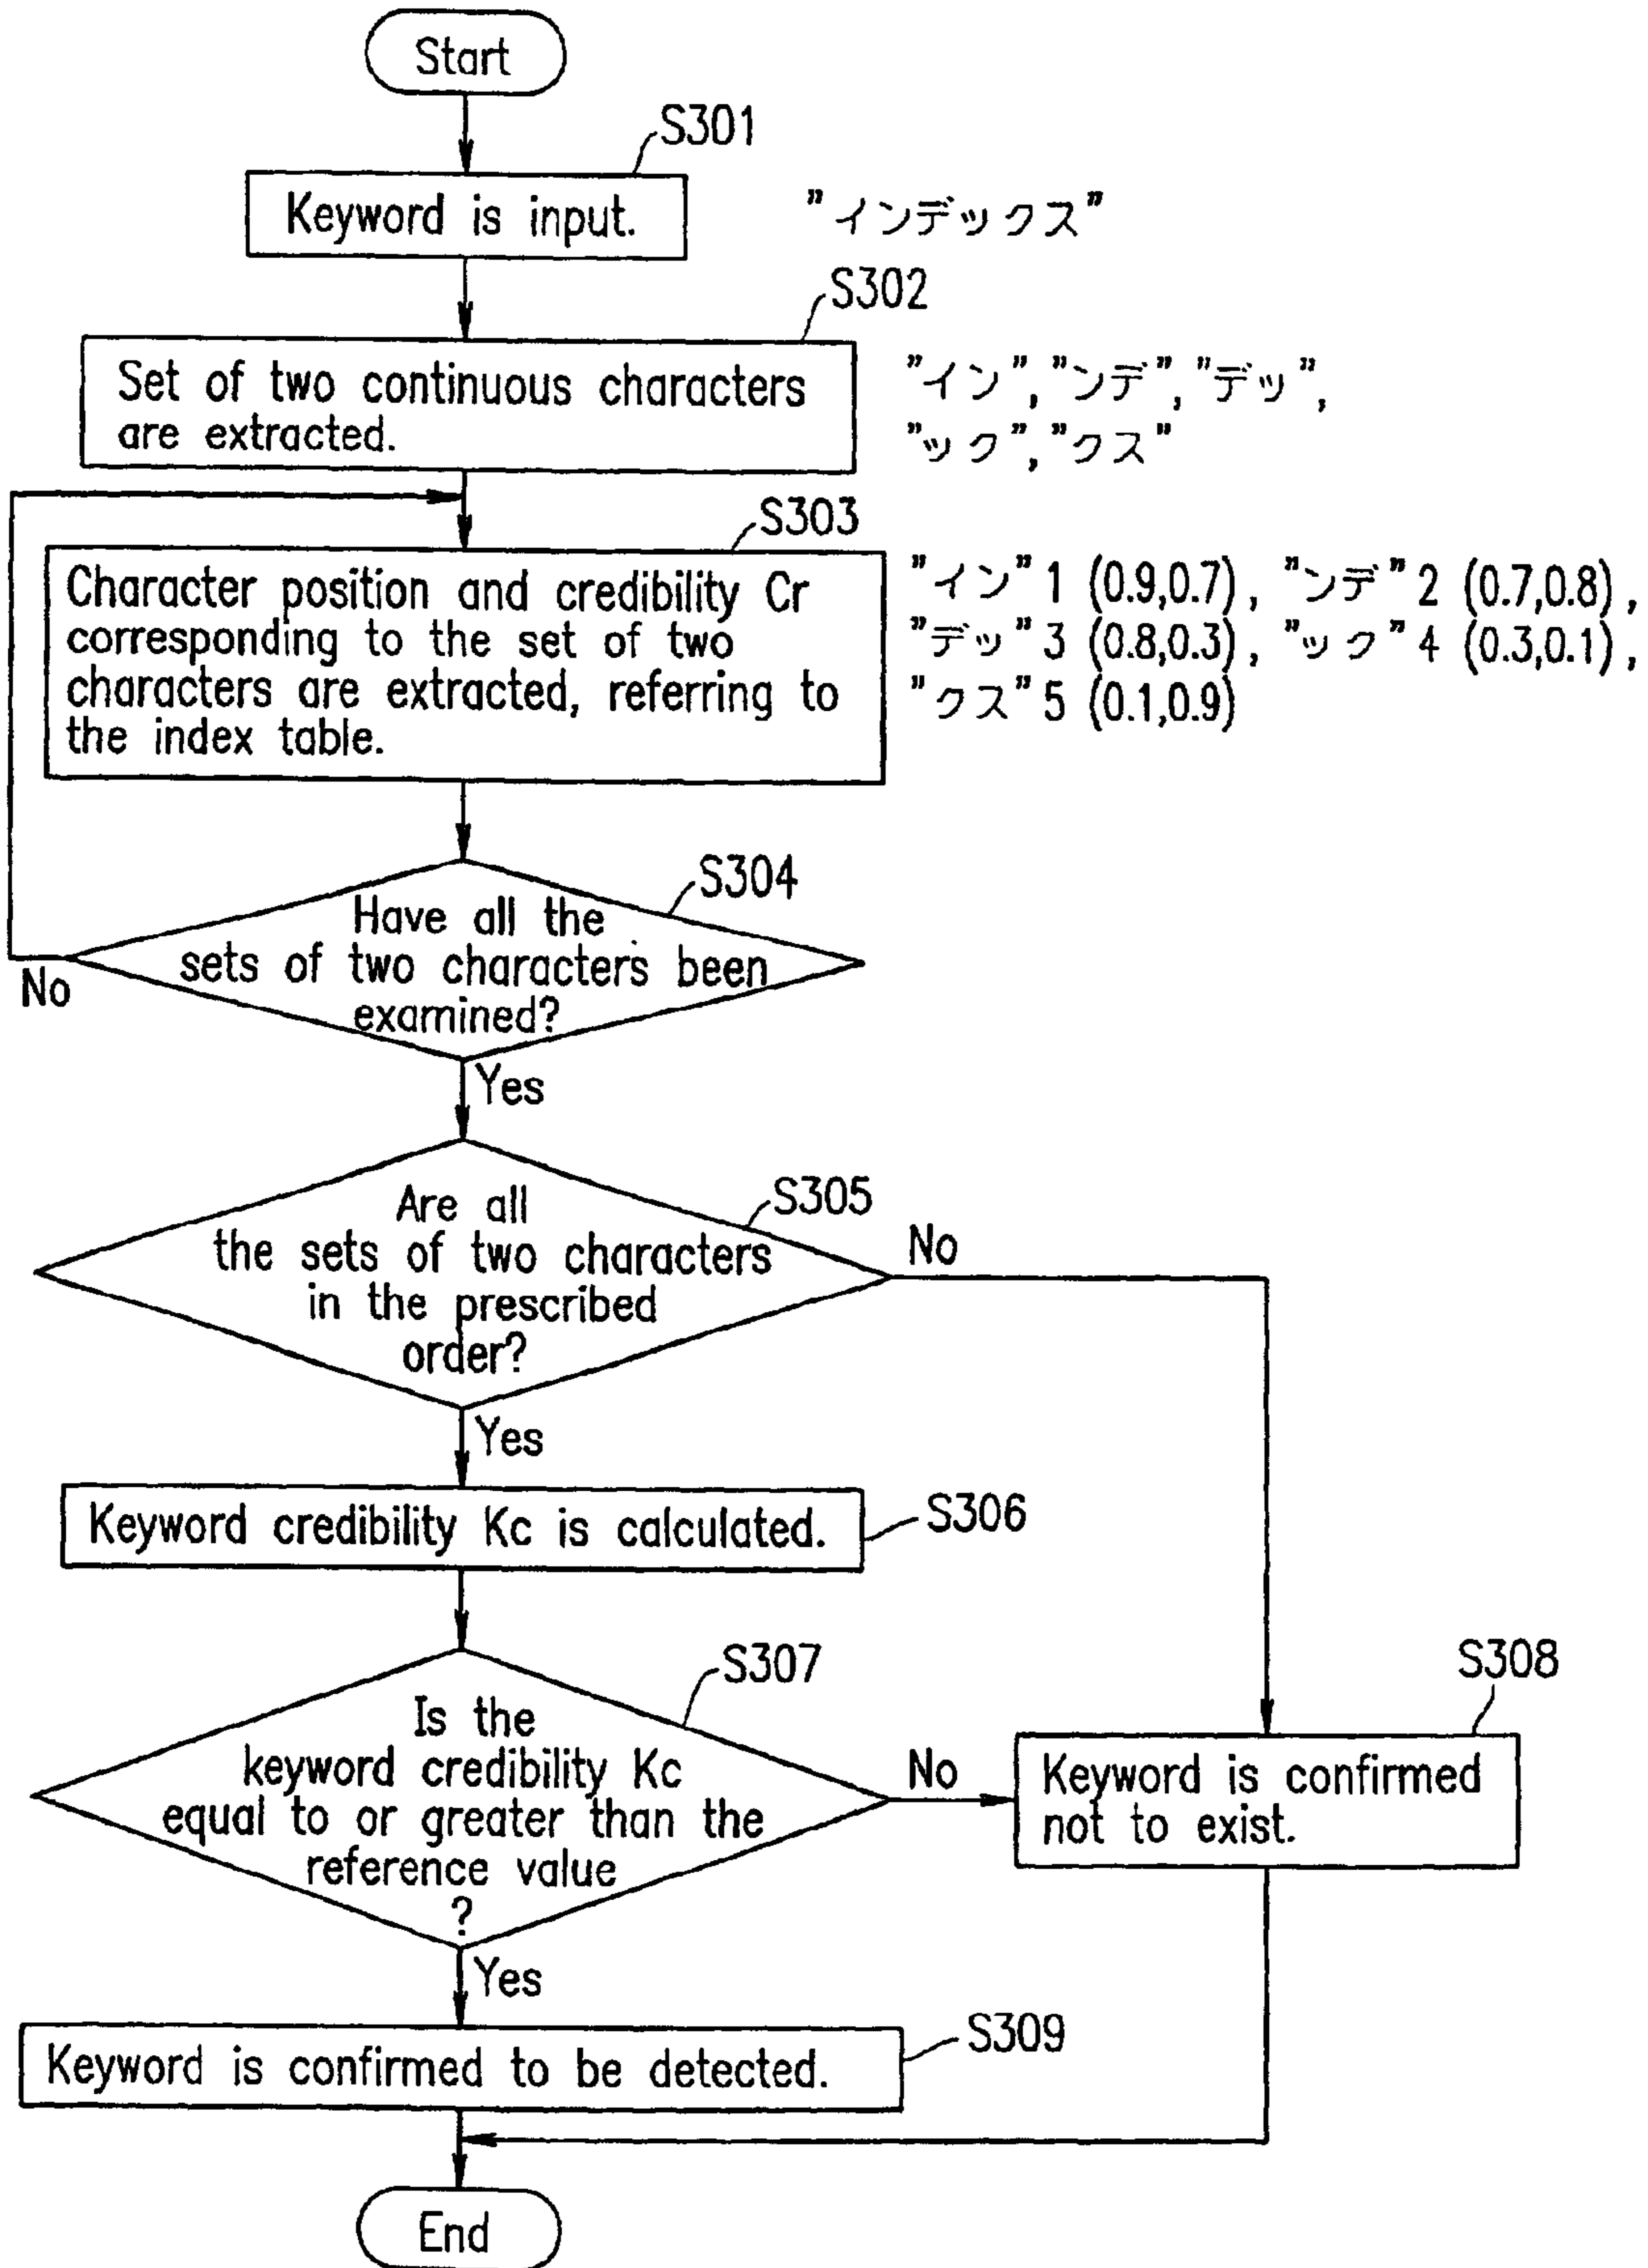 Start
S301
Keyword is input.
"インデックス"
S302
Set of two continuous characters
are extracted.
"イン","ンデ","デッ",
"ック","クス"
S303
Character position and credibility Cr
corresponding to the set of two
characters are extracted, referring to
the index table.
"イン" 1 (0.9,0.7), "ンデ" 2 (0.7,0.8),
"デッ" 3 (0.8,0.3), "ック" 4 (0.3,0.1),
"クス" 5 (0.1,0.9)
S304
Have all the
sets of two characters been
examined?
No
Yes
S305
Are all
the sets of two characters
in the prescribed
order?
No
Yes
S306
Keyword credibility Kc is calculated.
S307
Is the
keyword credibility Kc
equal to or greater than the
reference value
?
No
S308
Keyword is confirmed
not to exist.
Yes
S309
Keyword is confirmed to be detected.
End